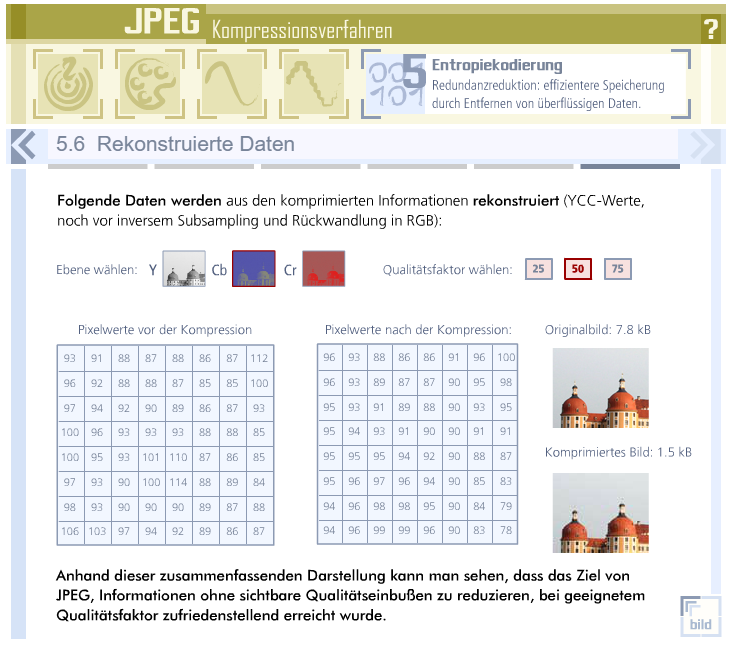 JPEG Kompressionsverfahren ?
5 Entropiekodierung
Redundanzreduktion: effizientere Speicherung
durch Entfernen von überflüssigen Daten.
5.6 Rekonstruierte Daten
Folgende Daten werden aus den komprimierten Informationen rekonstruiert (YCC-Werte,
noch vor inversem Subsampling und Rückwandlung in RGB):
Ebene wählen: Y Cb Cr Qualitätsfaktor wählen: 25 50 75
Pixelwerte vor der Kompression
93 91 88 87 88 86 87 112
96 92 88 88 87 85 85 100
97 94 92 90 89 86 87 93
100 96 93 93 93 88 88 85
100 95 93 101 110 87 86 85
97 93 90 100 114 88 89 84
98 93 90 90 90 89 87 88
106 103 97 94 92 89 86 87
Pixelwerte nach der Kompression:
96 93 88 86 86 91 96 100
96 93 89 87 87 90 95 98
95 93 91 89 88 90 93 95
95 94 93 91 90 90 91 91
95 95 95 94 92 90 88 87
95 96 97 96 94 90 85 83
94 96 98 98 95 90 84 79
94 96 99 99 96 90 83 78
Originalbild: 7.8 kB
Komprimiertes Bild: 1.5 kB
Anhand dieser zusammenfassenden Darstellung kann man sehen, dass das Ziel von
JPEG, Informationen ohne sichtbare Qualitätseinbußen zu reduzieren, bei geeignetem
Qualitätsfaktor zufriedenstellend erreicht wurde.
bild